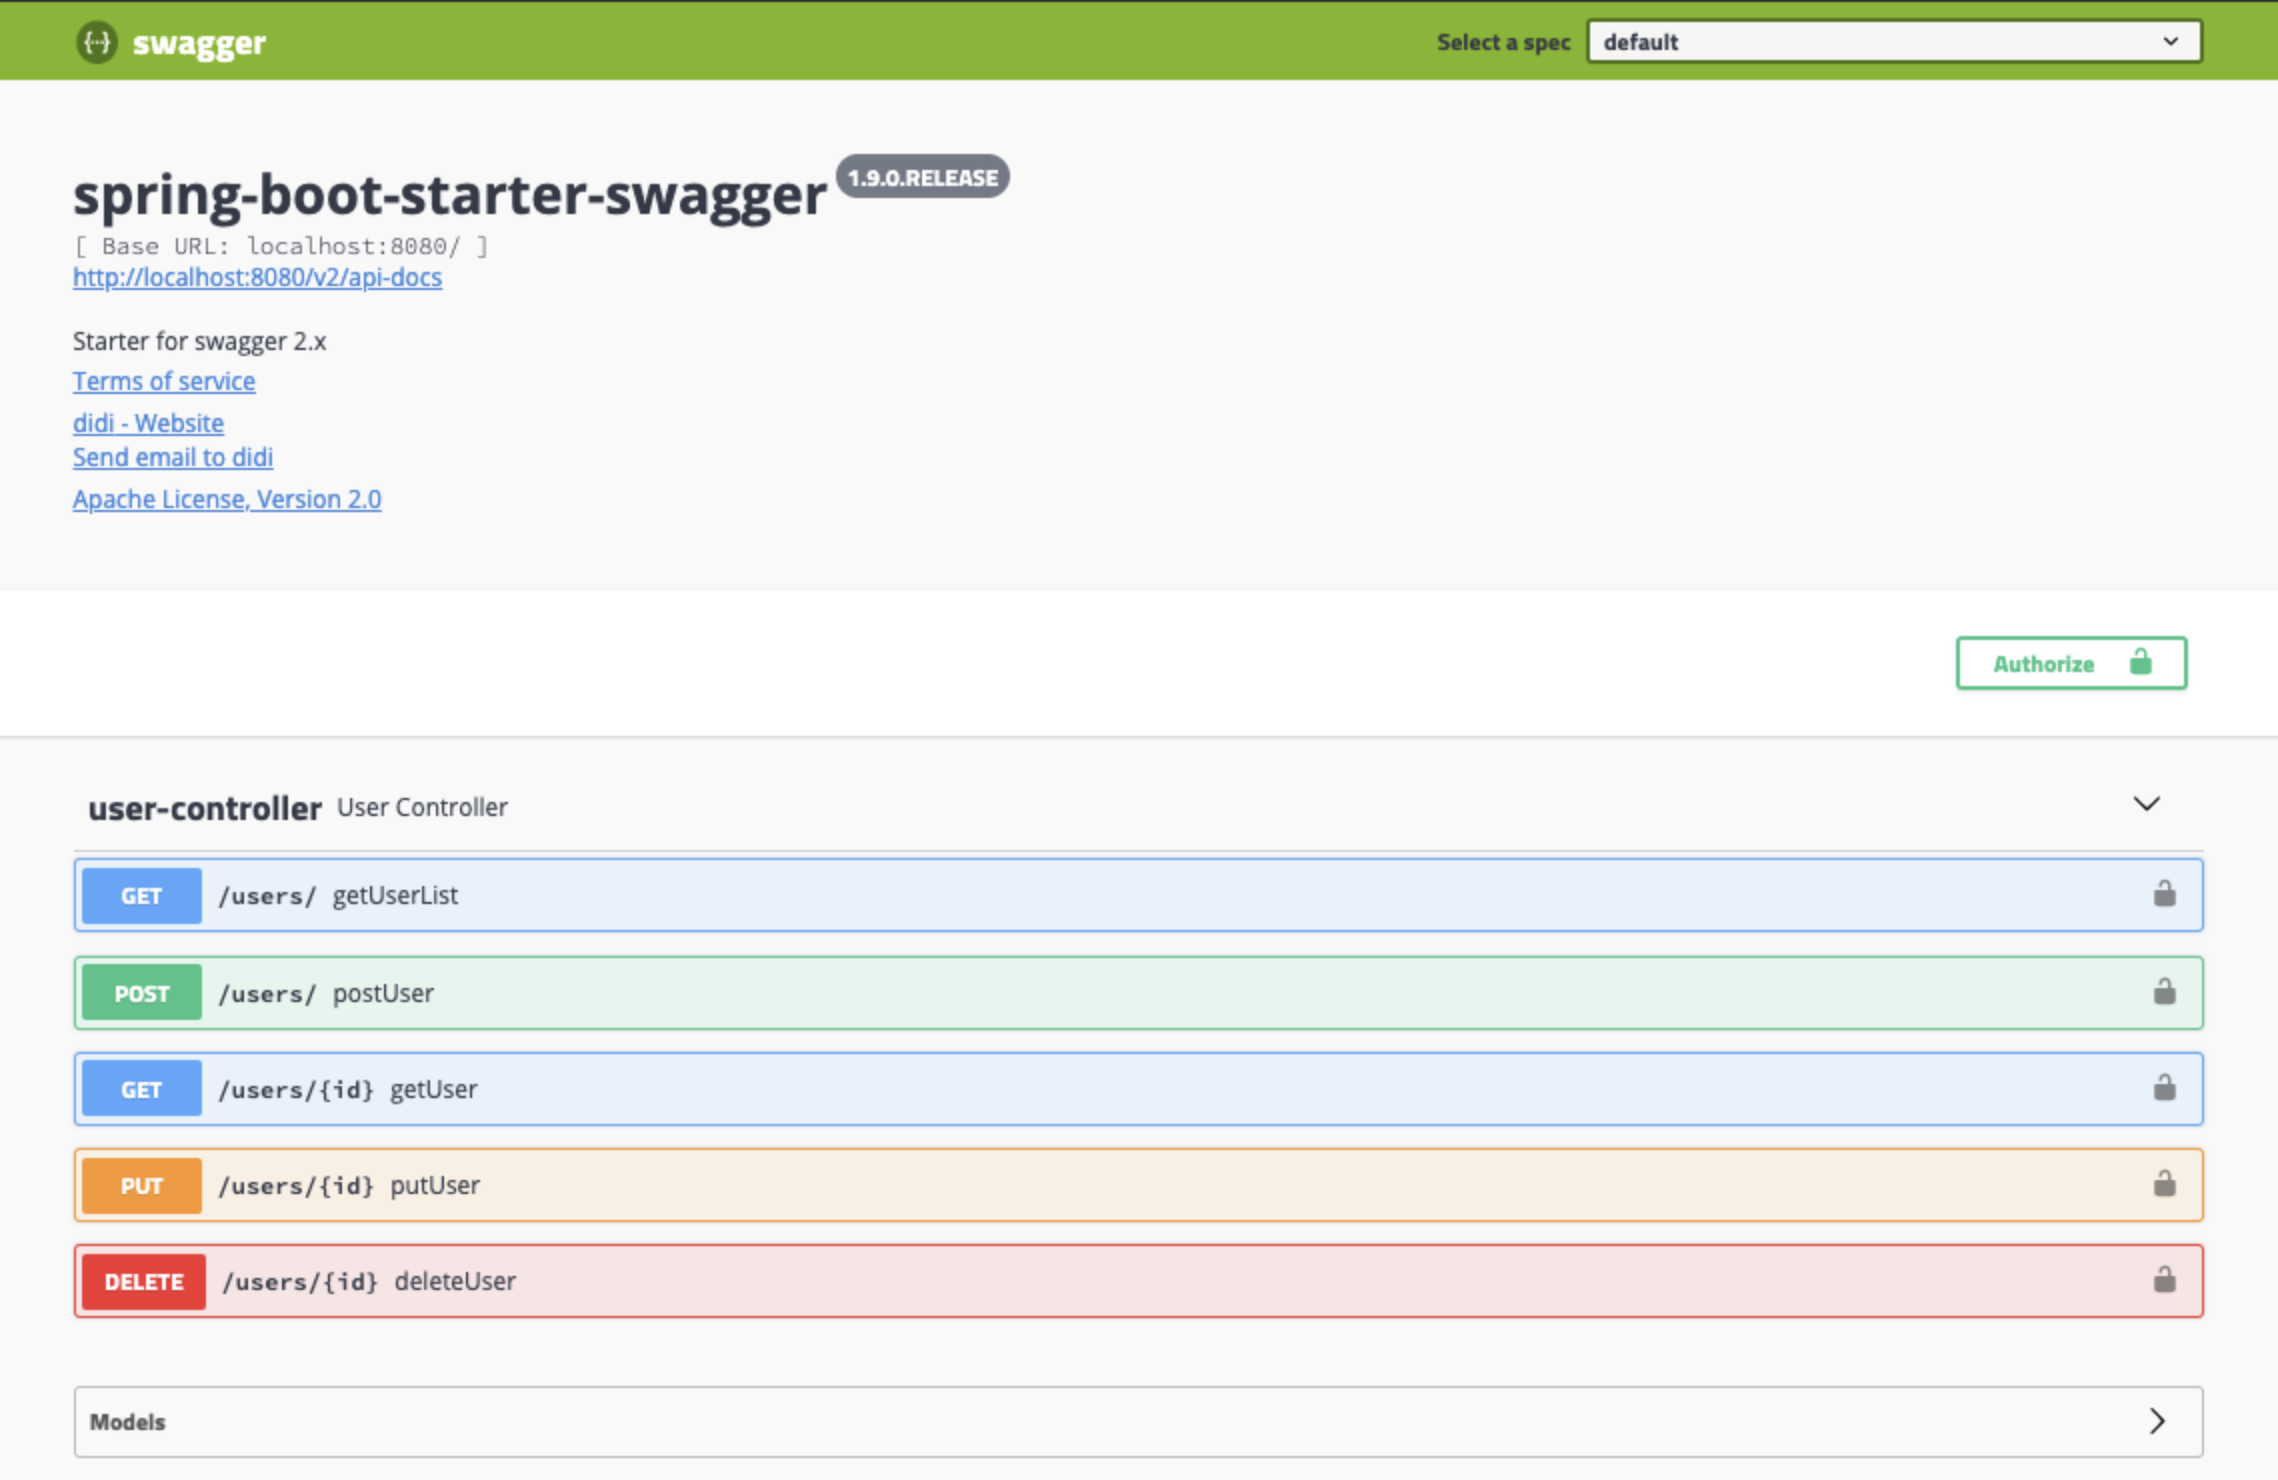 {...} swagger Select a spec default
spring-boot-starter-swagger 1.9.0.RELEASE
[ Base URL: localhost:8080/ ]
http://localhost:8080/v2/api-docs
Starter for swagger 2.x
Terms of service
didi - Website
Send email to didi
Apache License, Version 2.0
Authorize
user-controller User Controller
GET /users/ getUserList
POST /users/ postUser
GET /users/{id} getUser
PUT /users/{id} putUser
DELETE /users/{id} deleteUser
Models